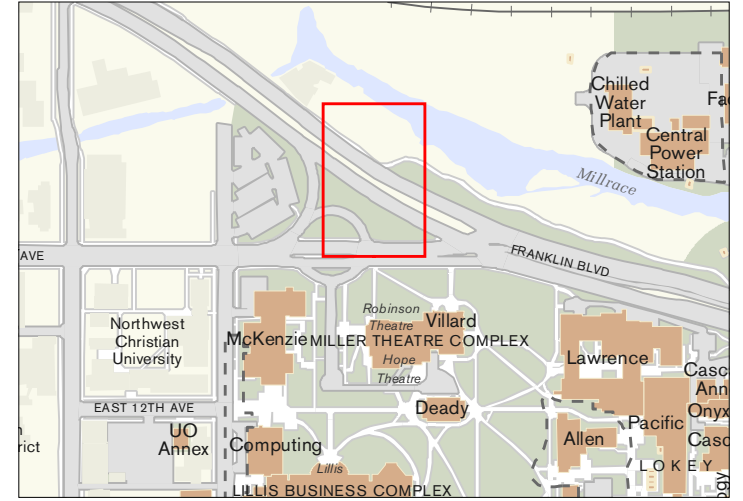 Chilled
Water
Plant
Central
Power
Station
Millrace
AVE
FRANKLIN BLVD
Northwest
Christian
University
Robinson
Theatre
Villard
McKenzie
MILLER THEATRE COMPLEX
Hope
Theatre
Lawrence
EAST 12TH AVE
Deady
UO
Annex
Computing
Allen
Pacific
Lillis
LILLIS BUSINESS COMPLEX
LOKEY
Fa
Casc
Ann
Onyx
Casc
rict
ogy